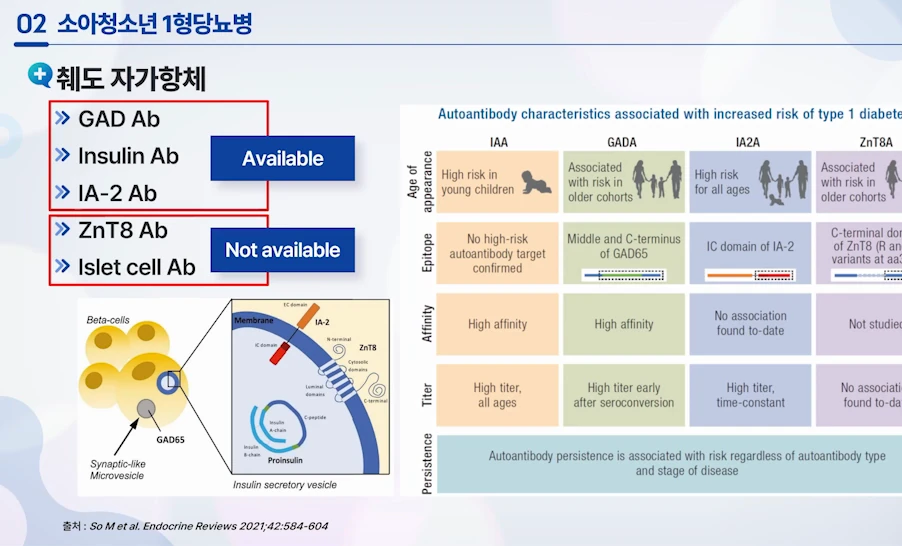 02 소아청소년 1형당뇨병
췌도 자가항체
GAD Ab
Insulin Ab
IA-2 Ab
Available
ZnT8 Ab
Islet cell Ab
Not available
Beta-cells
GAD65
Synaptic-like
Microvesicle
Membrane
EC domain
IA-2
IC domain
N-terminal
ZnT8
Cytosolic
domains
Luminal
domains
C-terminal
C-peptide
Insulin
A-chain
Insulin
B-chain
Proinsulin
Insulin secretory vesicle
Autoantibody characteristics associated with increased risk of type 1 diabete
IAA
GADA
IA2A
ZnT8A
Age of
appearance
High risk in
young children
Associated
with risk in
older cohorts
High risk
for all ages
Associated
with risk in
older cohorts
Epitope
No high-risk
autoantibody target
confirmed
Middle and C-terminus
of GAD65
IC domain of IA-2
C-terminal dor
of ZnT8 (R an
variants at aa3
Affinity
High affinity
High affinity
No association
found to-date
Not studied
Titer
High titer,
all ages
High titer early
after seroconversion
High titer,
time-constant
No associati
found to-da
Persistence
Autoantibody persistence is associated with risk regardless of autoantibody type
and stage of disease
출처 : So M et al. Endocrine Reviews 2021;42:584-604